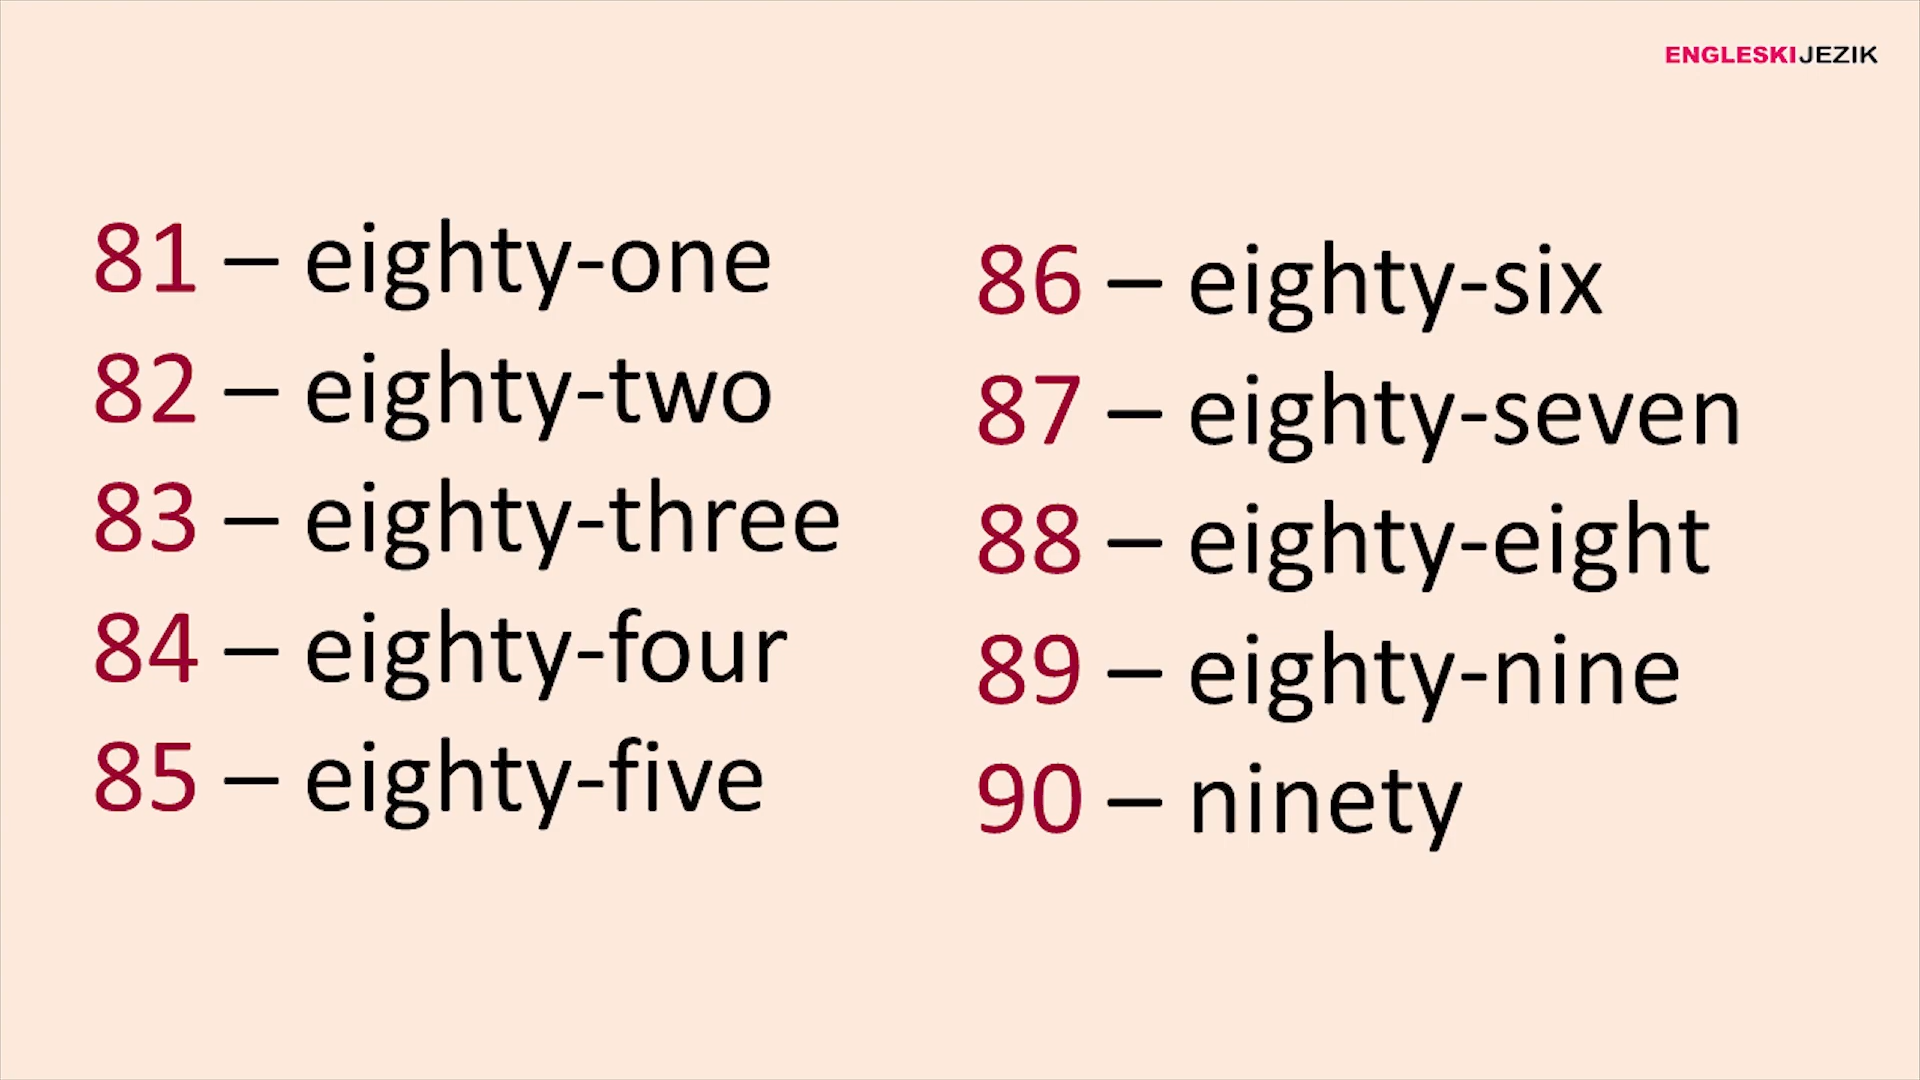 ENGLESKIJEZIK
81 – eighty-one
82 – eighty-two
83 – eighty-three
84 – eighty-four
85 – eighty-five
86 – eighty-six
87 – eighty-seven
88 – eighty-eight
89 – eighty-nine
90 – ninety